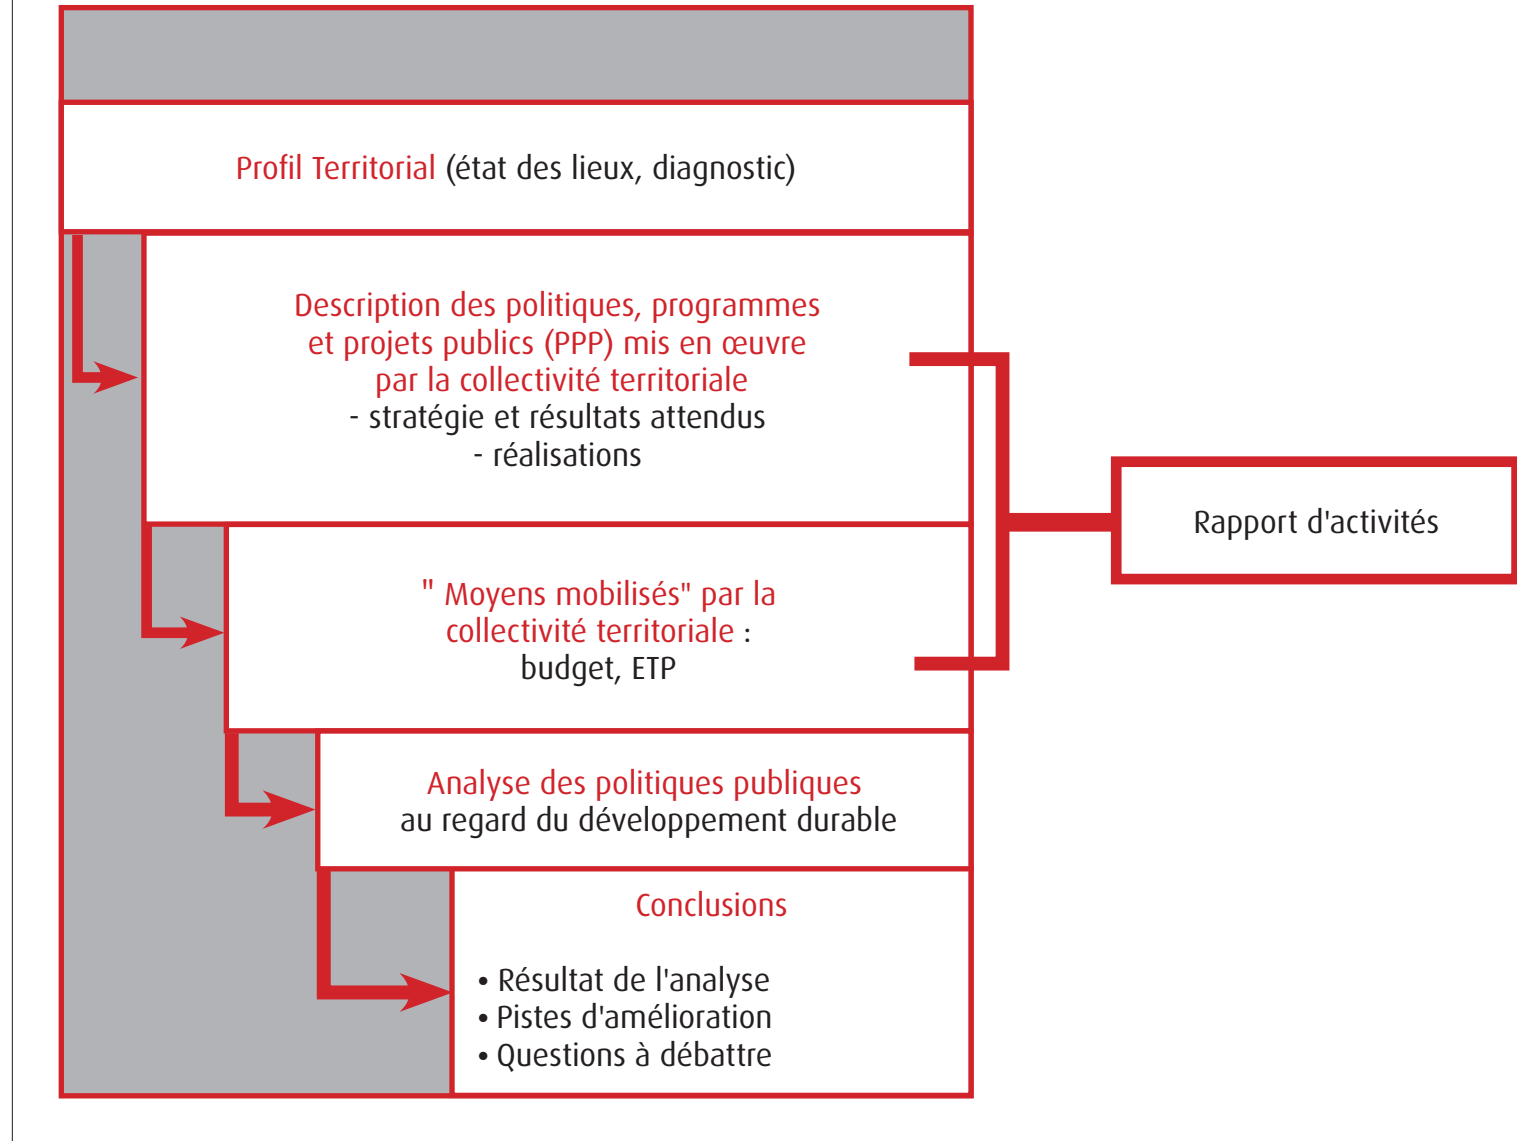 Profil Territorial (état des lieux, diagnostic)
Description des politiques, programmes
et projets publics (PPP) mis en œuvre
par la collectivité territoriale
- stratégie et résultats attendus
- réalisations
Rapport d'activités
" Moyens mobilisés" par la
collectivité territoriale :
budget, ETP
Analyse des politiques publiques
au regard du développement durable
Conclusions
• Résultat de l'analyse
• Pistes d'amélioration
• Questions à débattre